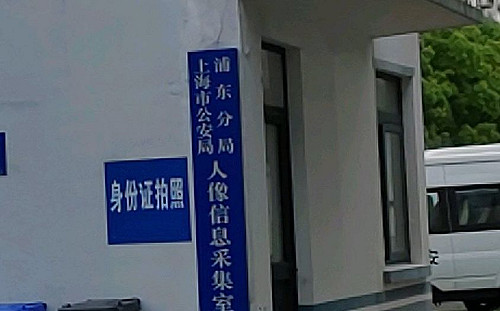 上海市公安局
浦东分局
人像信息采集室
身份证拍照
安